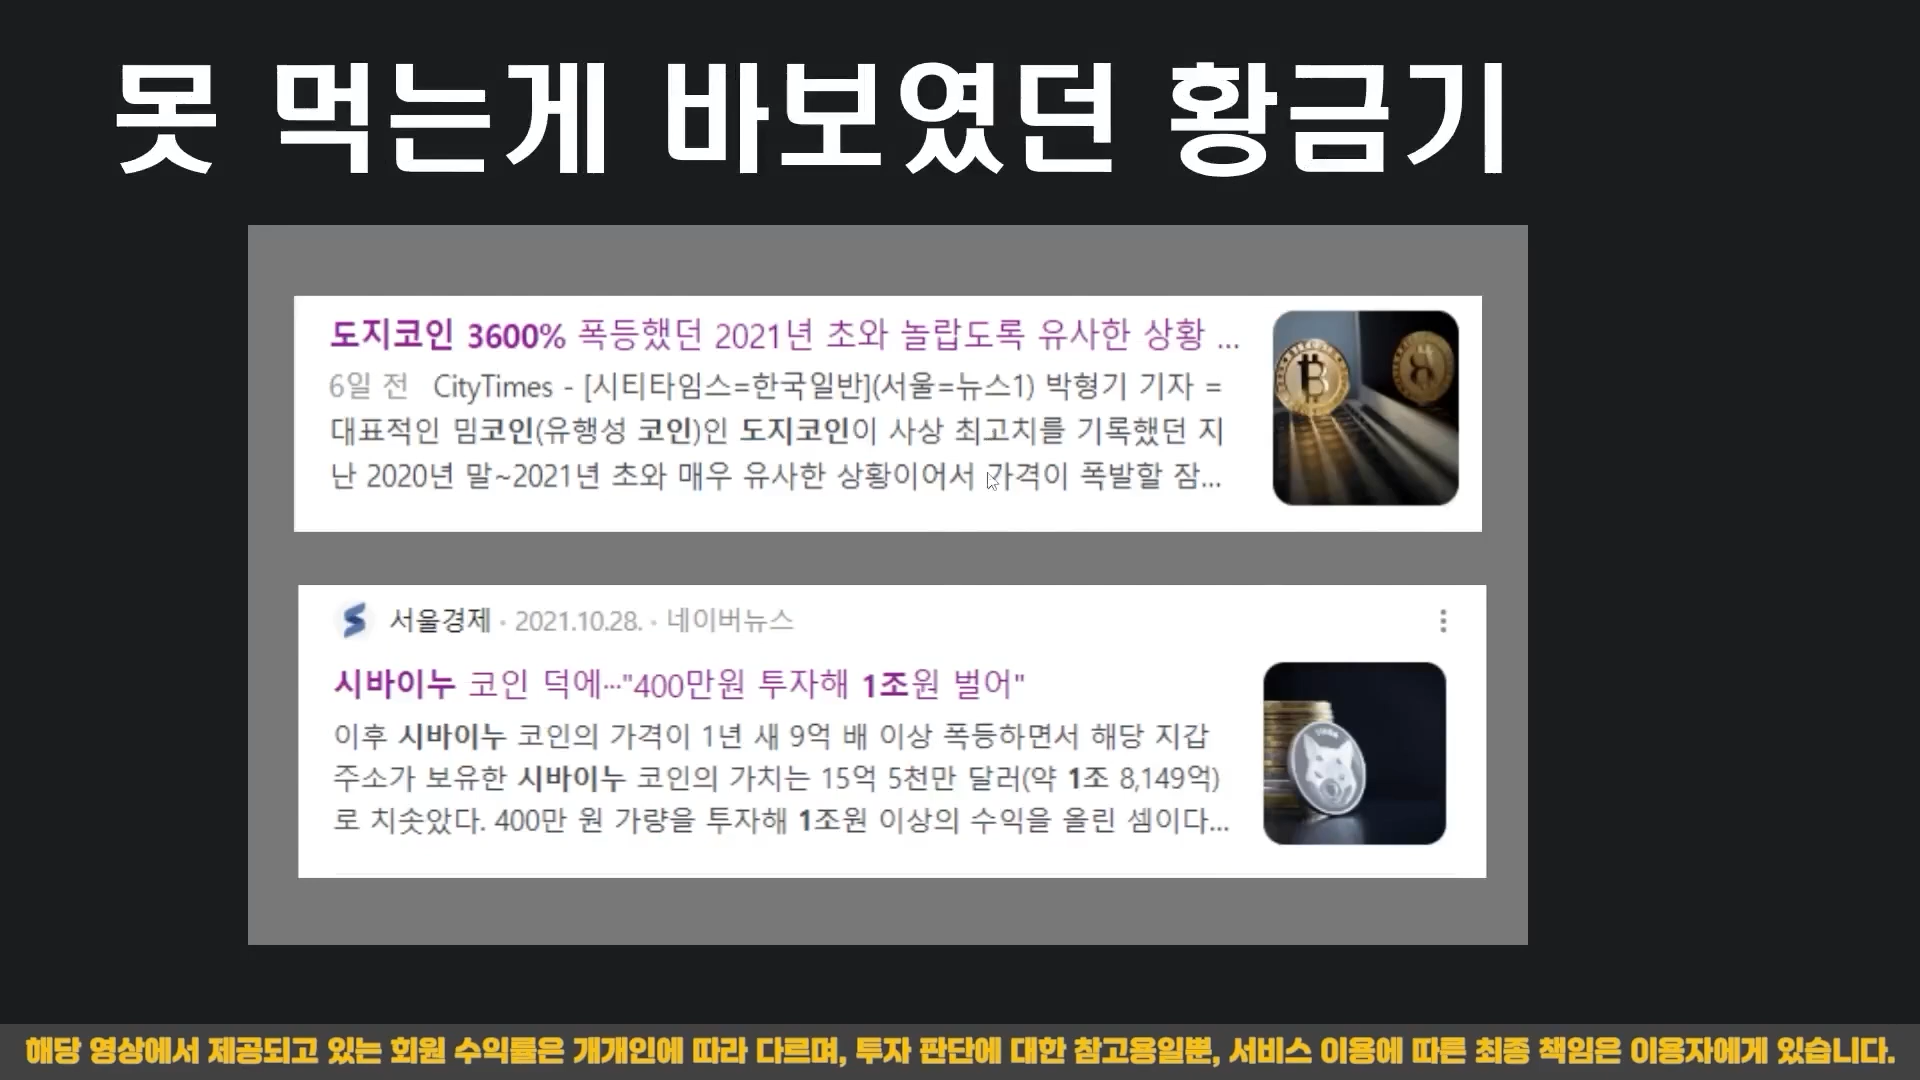 못 먹는게 바보였던 황금기
도지코인 3600% 폭등했던 2021년 초와 놀랍도록 유사한 상황 ...
6일 전 CityTimes - [시티타임스=한국일반](서울=뉴스1) 박형기 기자 =
대표적인 밈코인(유행성 코인)인 도지코인이 사상 최고치를 기록했던 지
난 2020년 말~2021년 초와 매우 유사한 상황이어서 가격이 폭발할 잠...
서울경제 · 2021.10.28. · 네이버뉴스
시바이누 코인 덕에…"400만원 투자해 1조원 벌어"
이후 시바이누 코인의 가격이 1년 새 9억 배 이상 폭등하면서 해당 지갑
주소가 보유한 시바이누 코인의 가치는 15억 5천만 달러(약 1조 8,149억)
로 치솟았다. 400만 원 가량을 투자해 1조원 이상의 수익을 올린 셈이다...
해당 영상에서 제공되고 있는 회원 수익률은 개개인에 따라 다르며, 투자 판단에 대한 참고용일뿐, 서비스 이용에 따른 최종 책임은 이용자에게 있습니다.